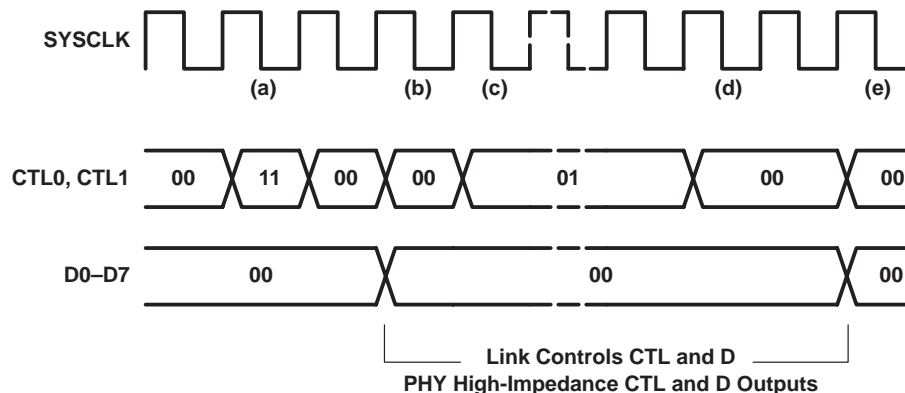 SYSCLK
(a) (b) (c) (d) (e)
CTL0, CTL1 00 11 00 00 01 00 00
D0–D7 00 00 00
Link Controls CTL and D
PHY High-Impedance CTL and D Outputs